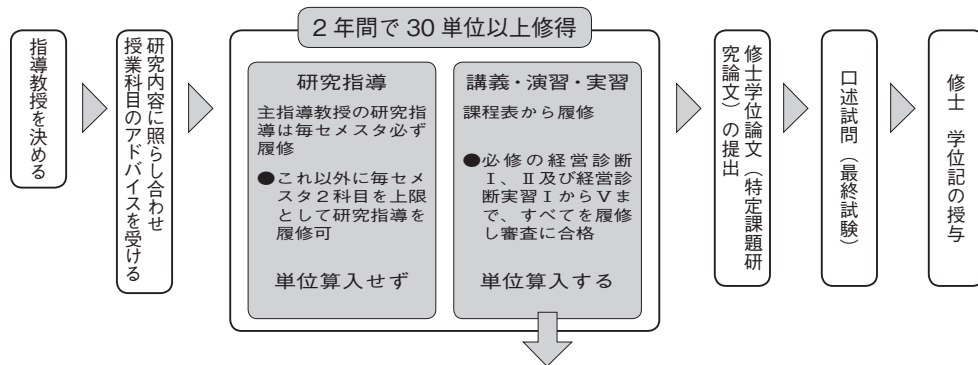 指導教授を決める
研究内容に照らし合わせ
授業科目のアドバイスを受ける
2年間で30単位以上修得
研究指導
主指導教授の研究指
導は毎セメスタ必ず
履修
●これ以外に毎セメ
スタ2科目を上限
として研究指導を
履修可
単位算入せず
講義・演習・実習
課程表から履修
●必修の経営診断
Ⅰ、Ⅱ及び経営診
断実習ⅠからⅤま
で、すべてを履修
し審査に合格
単位算入する
修士学位論文(特定課題研
究論文)の提出
口述試問(最終試験)
修士 学位記の授与